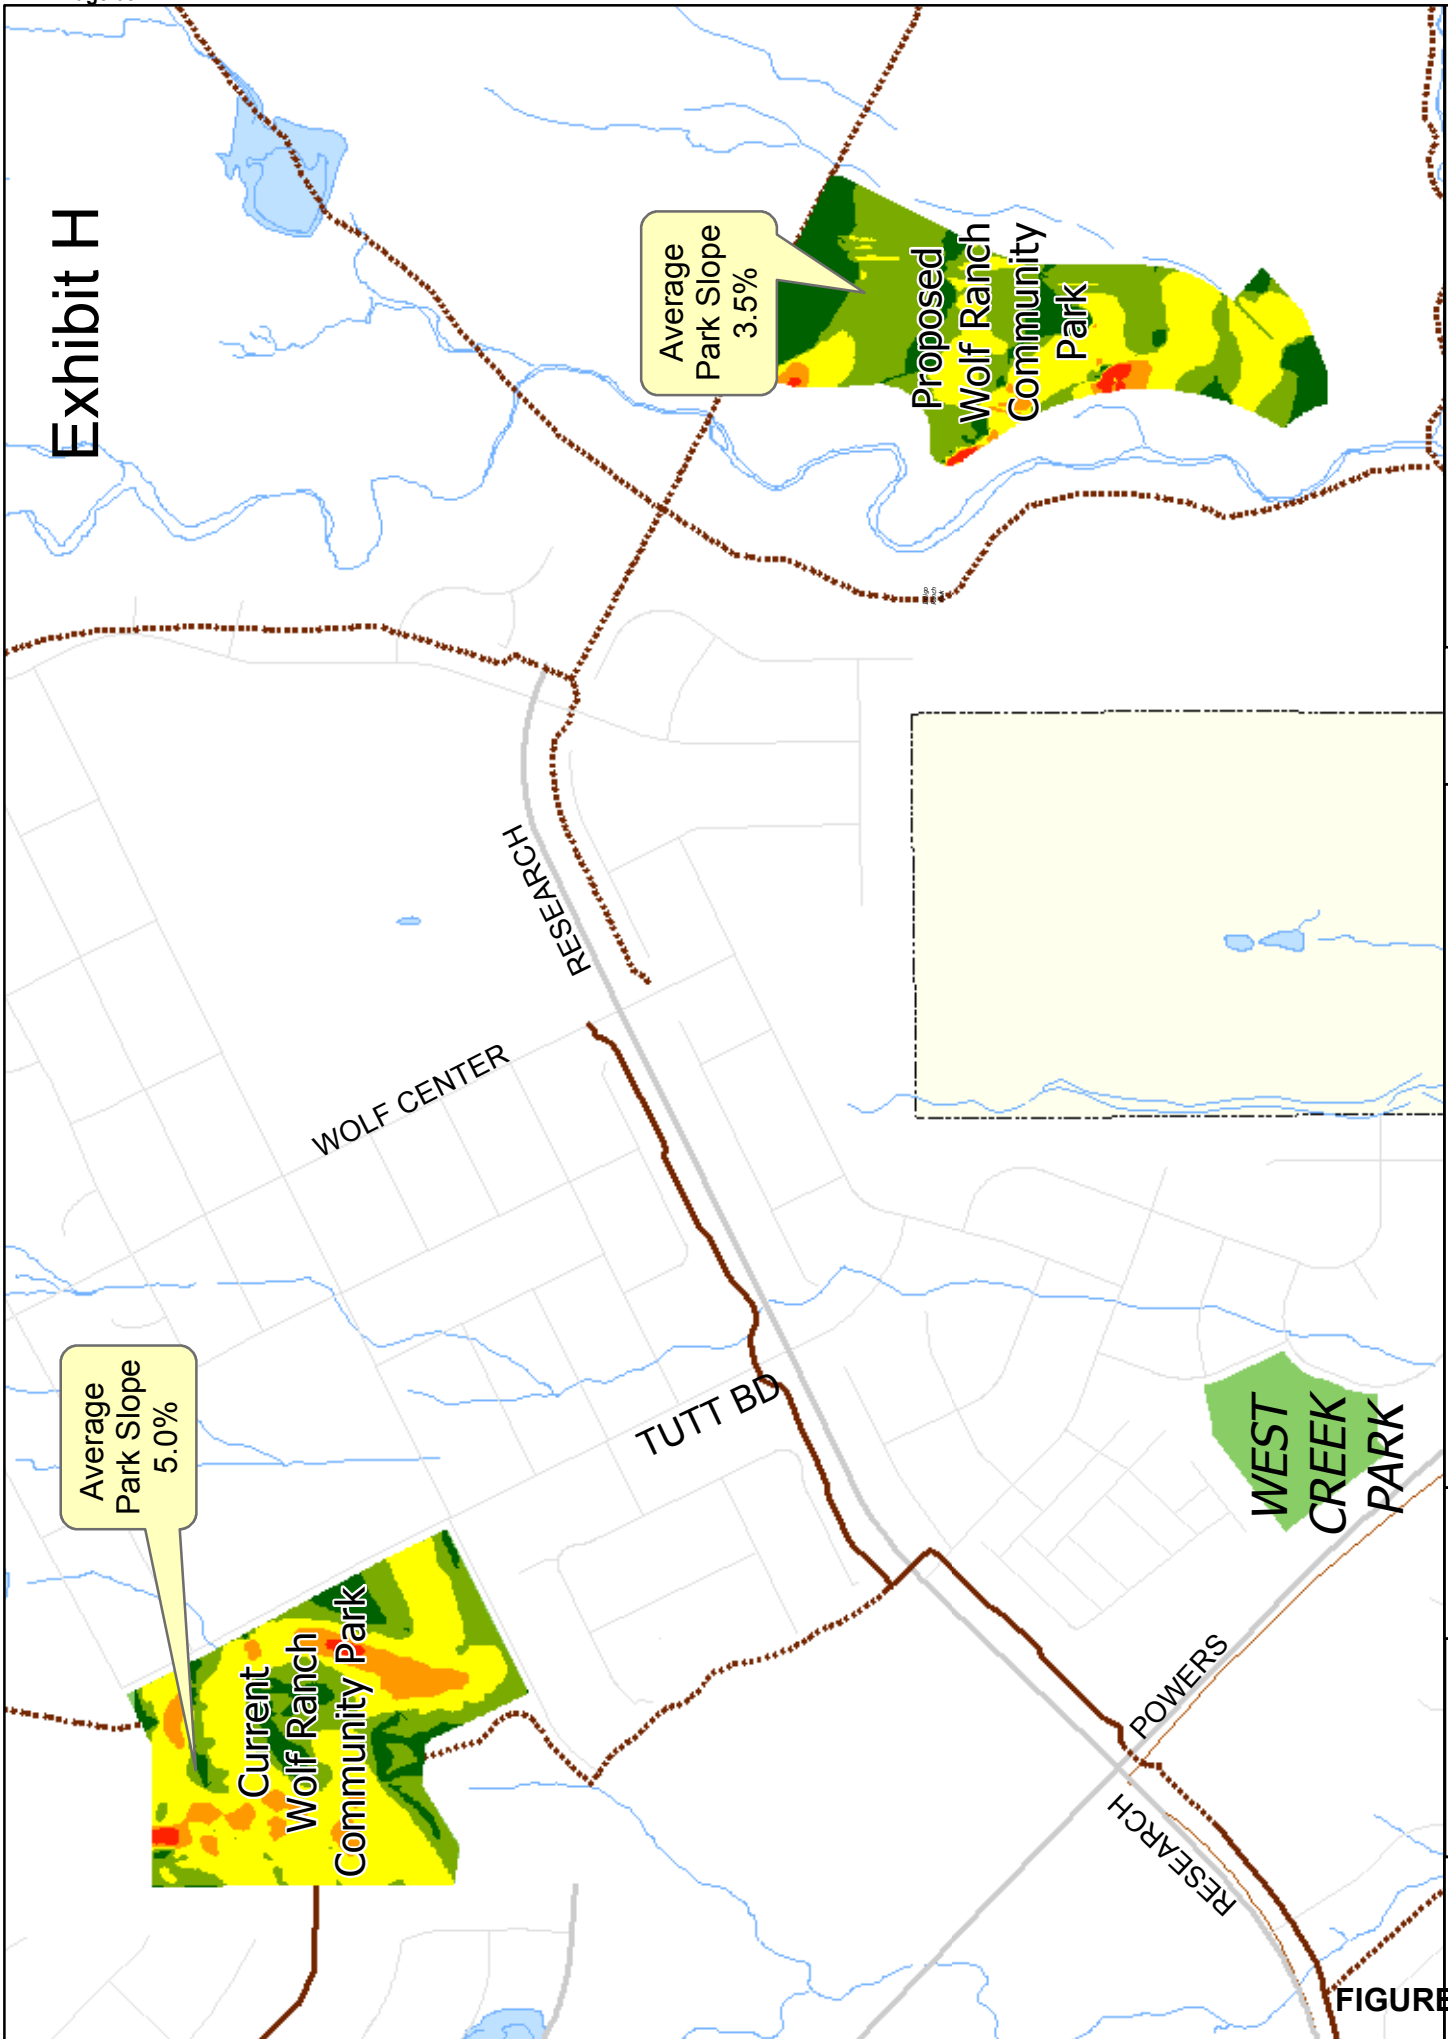 Exhibit H
Average
Park Slope
3.5%
Proposed
Wolf Ranch
Community
Park
RESEARCH
WOLF CENTER
Average
Park Slope
5.0%
TUTT BD
Current
Wolf Ranch
Community Park
WEST
CREEK
PARK
POWERS
RESEARCH
FIGURE